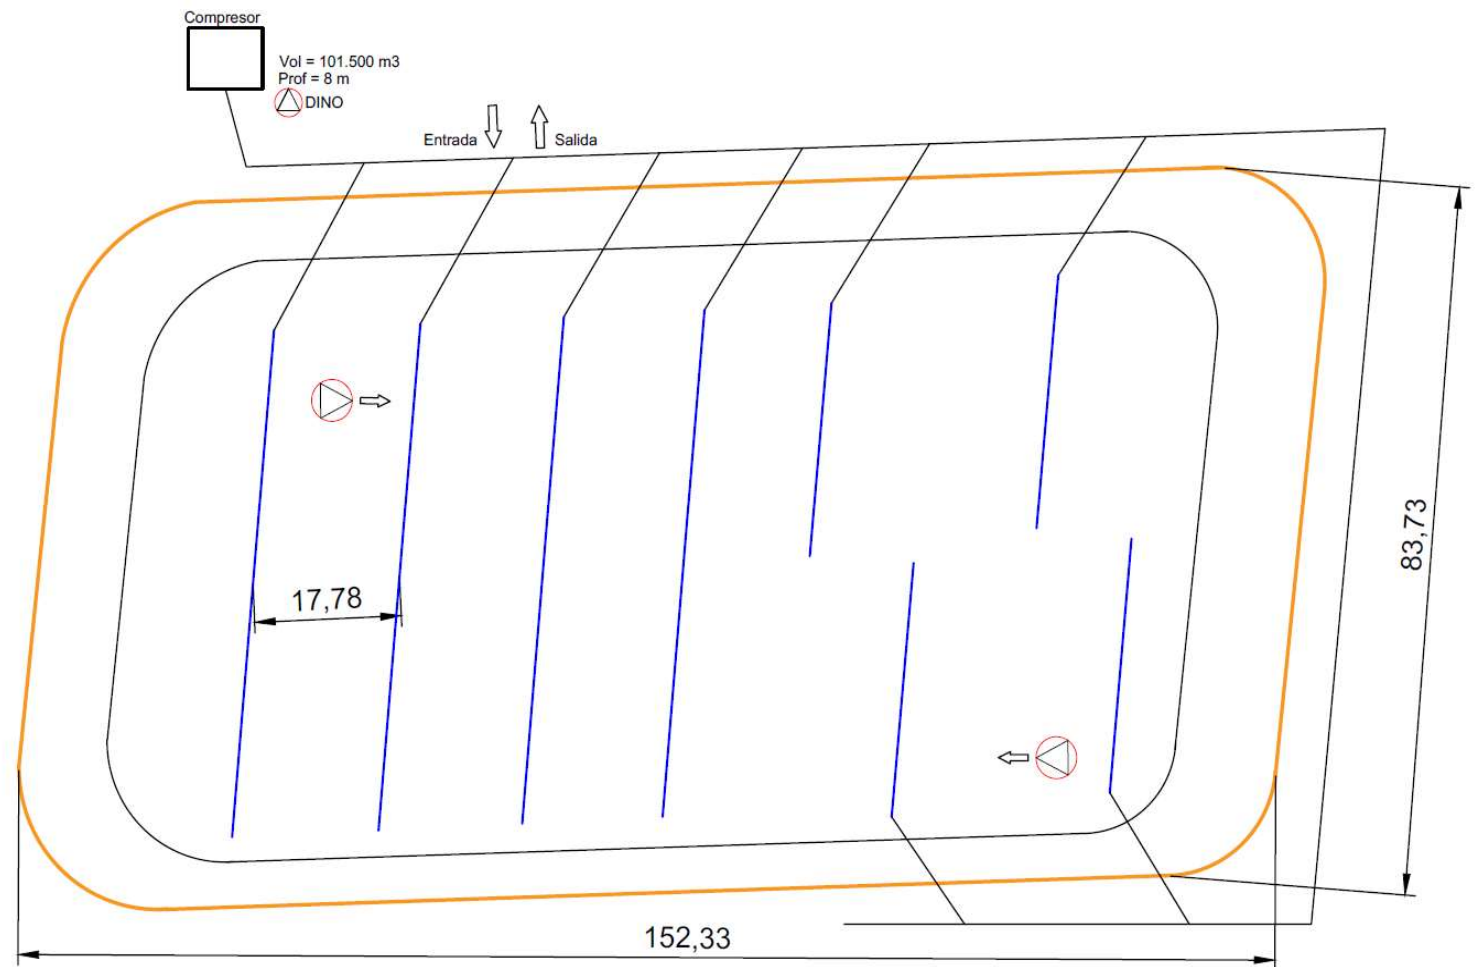 Compresor
Vol = 101.500 m3
Prof = 8 m
DINO
Entrada
Salida
17,78
83,73
152,33